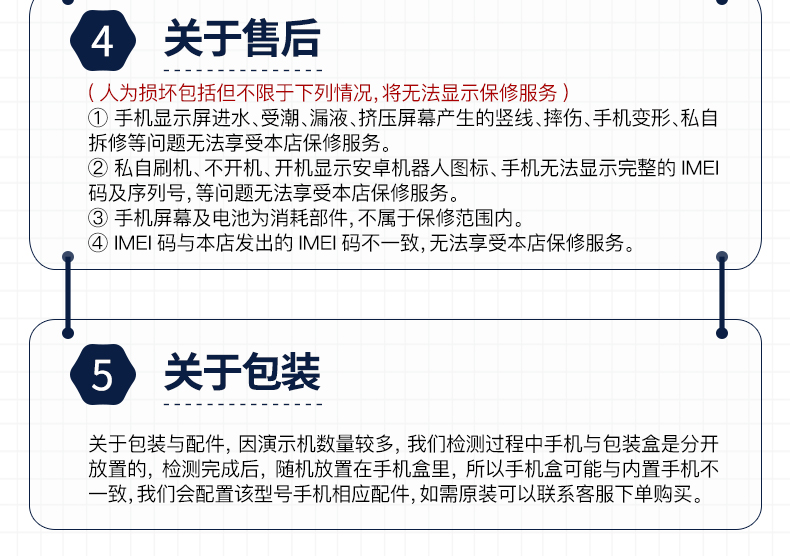 4 关于售后
(人为损坏包括但不限于下列情况,将无法显示保修服务)
① 手机显示屏进水、受潮、漏液、挤压屏幕产生的竖线、摔伤、手机变形、私自
拆修等问题无法享受本店保修服务。
② 私自刷机、不开机、开机显示安卓机器人图标、手机无法显示完整的 IMEI
码及序列号,等问题无法享受本店保修服务。
③ 手机屏幕及电池为消耗部件,不属于保修范围内。
④ IMEI 码与本店发出的 IMEI 码不一致,无法享受本店保修服务。
5 关于包装
关于包装与配件, 因演示机数量较多, 我们检测过程中手机与包装盒是分开
放置的, 检测完成后, 随机放置在手机盒里, 所以手机盒可能与内置手机不
一致,我们会配置该型号手机相应配件,如需原装可以联系客服下单购买。